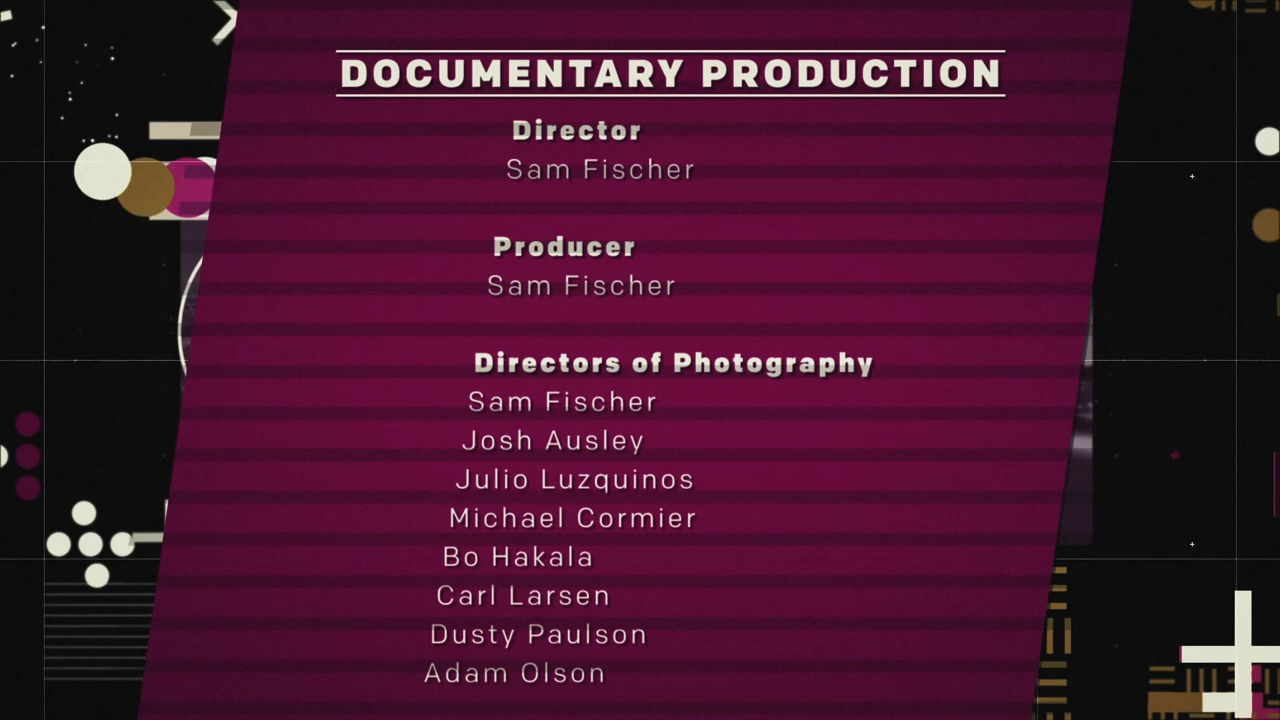 DOCUMENTARY PRODUCTION
Director
Sam Fischer
Producer
Sam Fischer
Directors of Photography
Sam Fischer
Josh Ausley
Julio Luzquinos
Michael Cormier
Bo Hakala
Carl Larsen
Dusty Paulson
Adam Olson